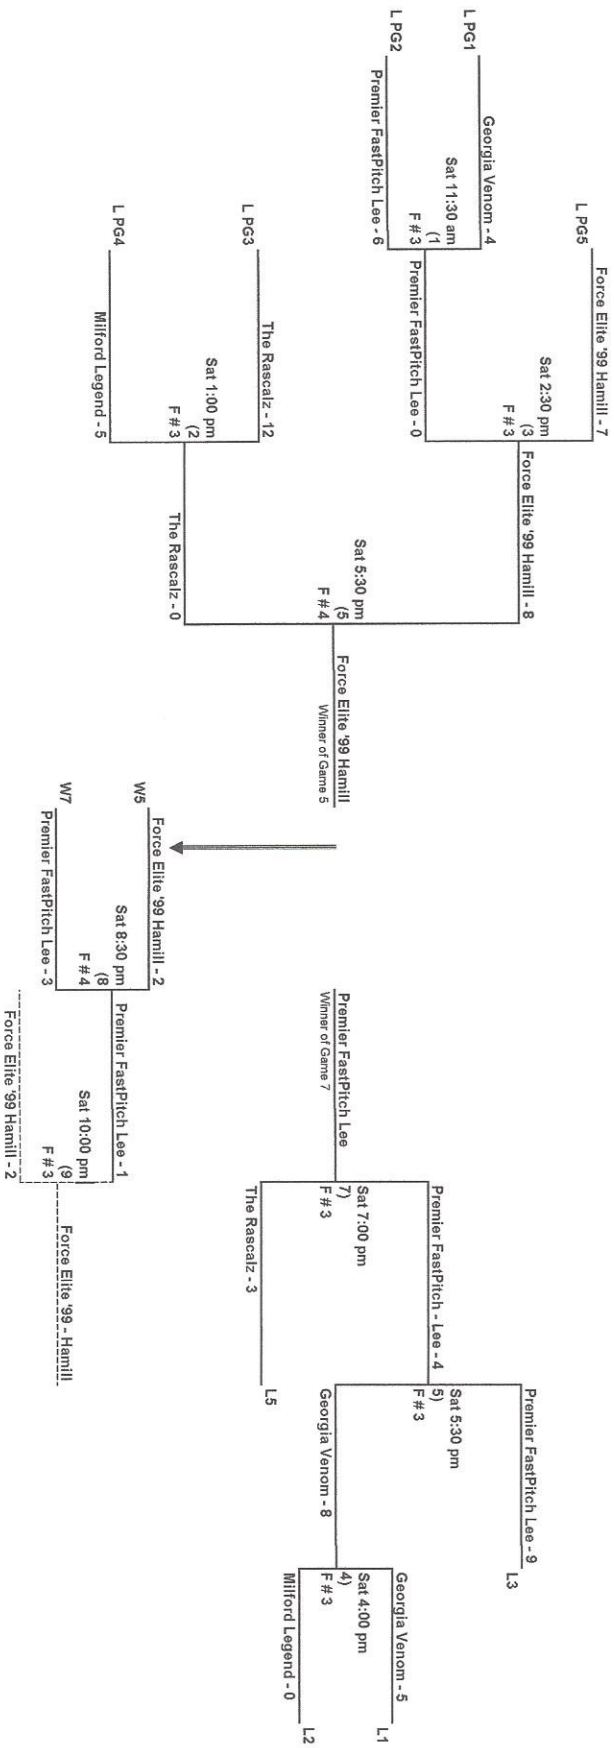 Force Elite '99 Hamill - 7
L PG5
Sat 2:30 pm
(3
F # 3
Force Elite '99 Hamill - 8
Georgia Venom - 4
L PG1
Sat 11:30 am
(1
F # 3
Premier FastPitch Lee - 0
L PG2
Premier FastPitch Lee - 6
Sat 5:30 pm
(5
F # 4
Force Elite '99 Hamill
Winner of Game 5
The Rascalz - 12
L PG3
Sat 1:00 pm
(2
F # 3
The Rascalz - 0
L PG4
Milford Legend - 5
Premier FastPitch Lee - 9
L3
Sat 5:30 pm
5)
F # 3
Premier FastPitch - Lee - 4
Georgia Venom - 5
L1
Sat 4:00 pm
4)
F # 3
Georgia Venom - 8
Milford Legend - 0
L2
Sat 7:00 pm
7)
F # 3
Premier FastPitch Lee
Winner of Game 7
The Rascalz - 3
L5
W5
Force Elite '99 Hamill - 2
Sat 8:30 pm
(8
F # 4
Premier FastPitch Lee - 1
W7
Premier FastPitch Lee - 3
Sat 10:00 pm
(9
F # 3
Force Elite '99 - Hamill
Force Elite '99 Hamill - 2